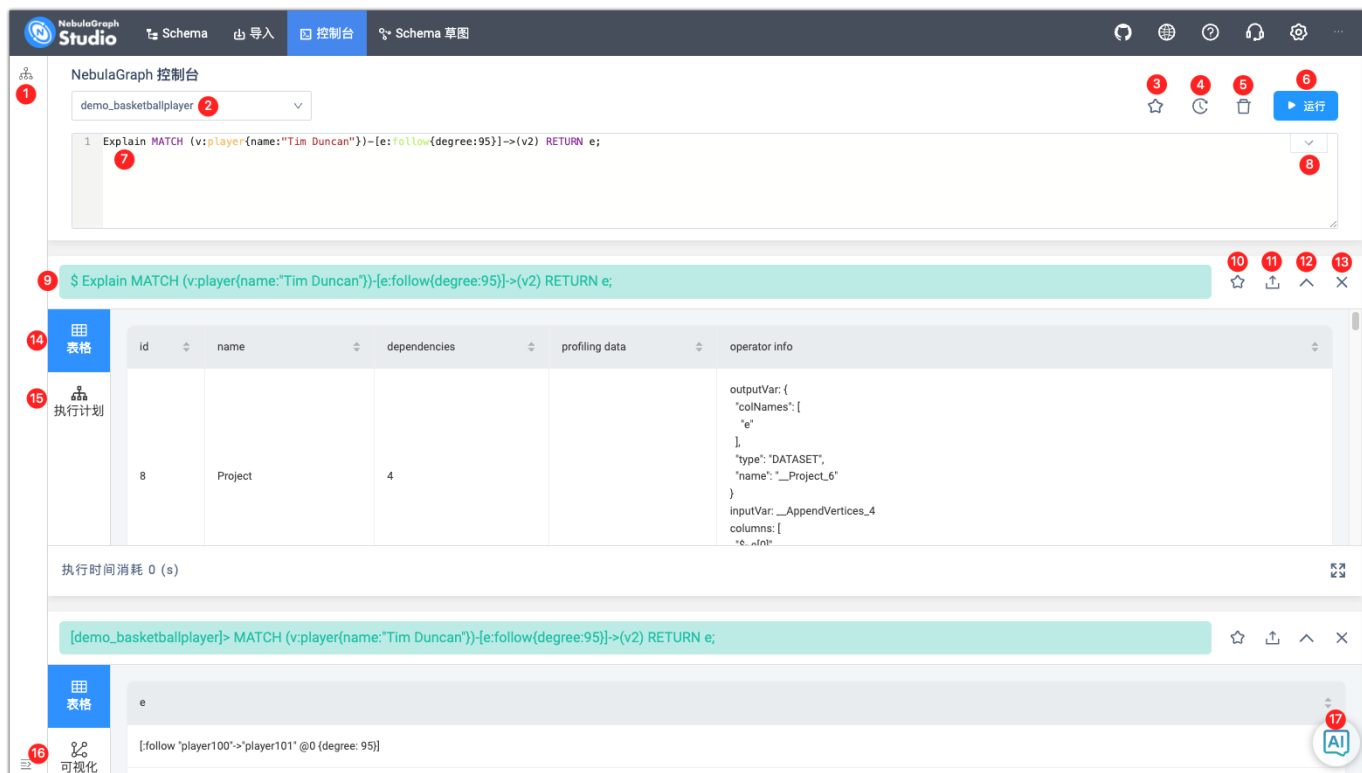 NebulaGraph Studio Schema 导入 控制台 Schema 草图 ...
1
NebulaGraph 控制台
demo_basketballplayer 2
3 4 5 6
运行
1 Explain MATCH (v:player{name:"Tim Duncan"})-[e:follow{degree:95}]->(v2) RETURN e;
7
8
9 $ Explain MATCH (v:player{name:"Tim Duncan"})-[e:follow{degree:95}]->(v2) RETURN e;
10 11 12 13
14 表格
15 执行计划
id name dependencies profiling data operator info
8 Project 4
outputVar: {
"colNames": [
"e"
],
"type": "DATASET",
"name": "__Project_6"
}
inputVar: __AppendVertices_4
columns: [
"$-.e[0]"
执行时间消耗 0 (s)
[demo_basketballplayer]> MATCH (v:player{name:"Tim Duncan"})-[e:follow{degree:95}]->(v2) RETURN e;
表格
e
[:follow "player100"->"player101" @0 {degree: 95}]
16 可视化
17
AI